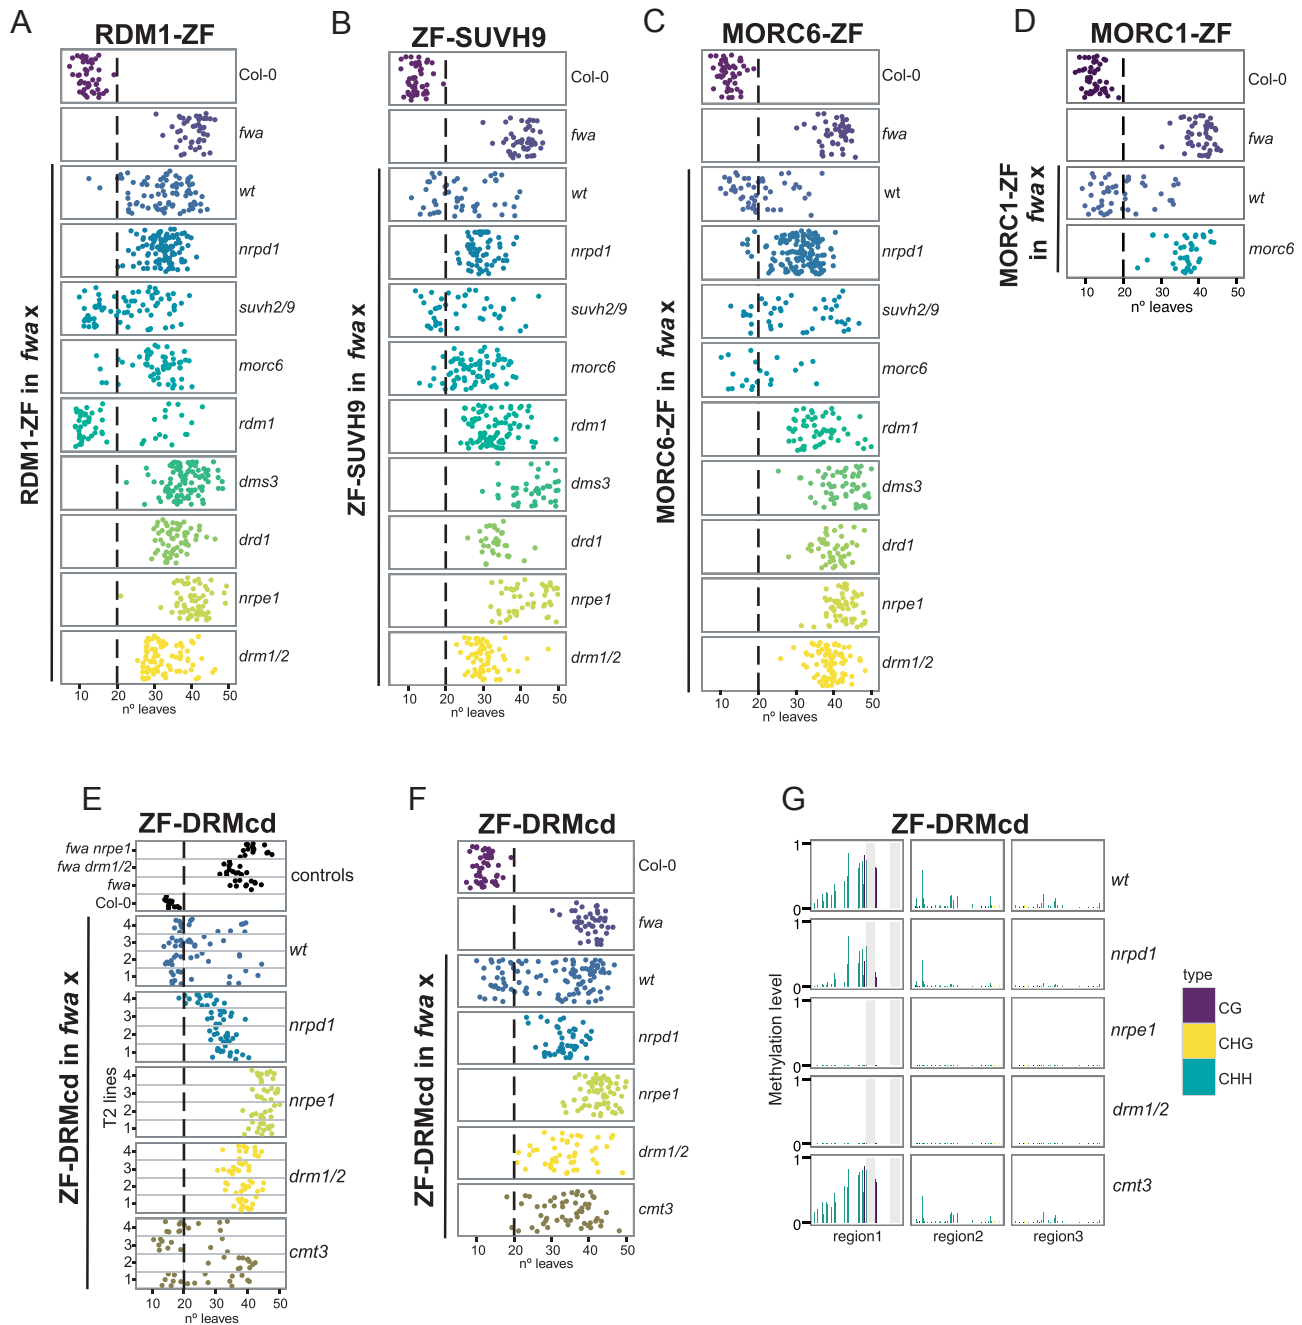 A
RDM1-ZF
Col-0
fwa
wt
nrpd1
suvh2/9
morc6
rdm1
dms3
drd1
nrpe1
drm1/2
RDM1-ZF in fwa x
10 20 30 40 50
nº leaves
B
ZF-SUVH9
Col-0
fwa
wt
nrpd1
suvh2/9
morc6
rdm1
dms3
drd1
nrpe1
drm1/2
ZF-SUVH9 in fwa x
10 20 30 40 50
nº leaves
C
MORC6-ZF
Col-0
fwa
wt
nrpd1
suvh2/9
morc6
rdm1
dms3
drd1
nrpe1
drm1/2
MORC6-ZF in fwa x
10 20 30 40 50
nº leaves
D
MORC1-ZF
Col-0
fwa
wt
morc6
MORC1-ZF
in fwa x
10 20 30 40 50
nº leaves
E
ZF-DRMcd
fwa nrpe1
fwa drm1/2
fwa
Col-0
controls
4
3
2
1
wt
4
3
2
1
nrpd1
4
3
2
1
nrpe1
4
3
2
1
drm1/2
4
3
2
1
cmt3
T2 lines
ZF-DRMcd in fwa x
10 20 30 40 50
nº leaves
F
ZF-DRMcd
Col-0
fwa
wt
nrpd1
nrpe1
drm1/2
cmt3
ZF-DRMcd in fwa x
10 20 30 40 50
nº leaves
G
ZF-DRMcd
1
0
wt
1
0
nrpd1
1
0
nrpe1
1
0
drm1/2
1
0
cmt3
Methylation level
region1 region2 region3
type
CG
CHG
CHH